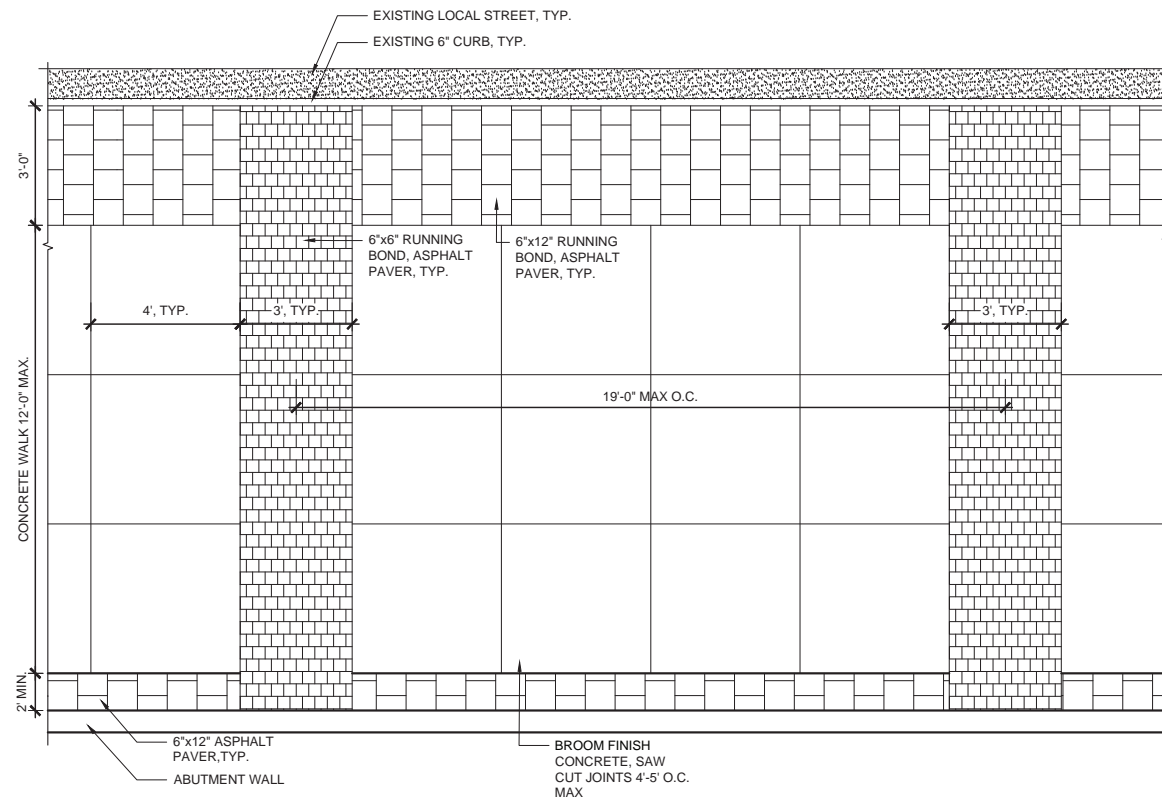 EXISTING LOCAL STREET, TYP.
EXISTING 6" CURB, TYP.
3'-0"
6"x6" RUNNING
BOND, ASPHALT
PAVER, TYP.
6"x12" RUNNING
BOND, ASPHALT
PAVER, TYP.
4', TYP.
3', TYP.
3', TYP.
19'-0" MAX O.C.
CONCRETE WALK 12'-0" MAX.
2' MIN.
6"x12" ASPHALT
PAVER,TYP.
ABUTMENT WALL
BROOM FINISH
CONCRETE, SAW
CUT JOINTS 4'-5' O.C.
MAX